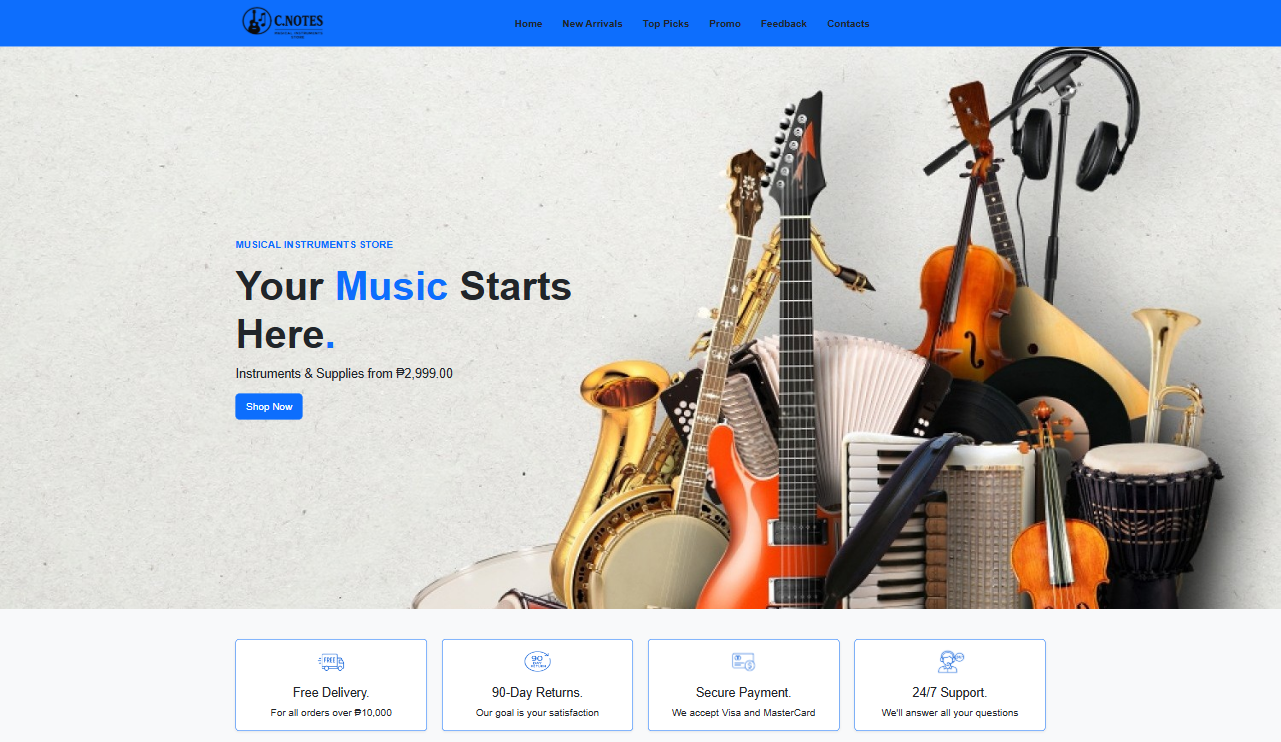 C.NOTES
MUSICAL INSTRUMENTS
STORE
Home New Arrivals Top Picks Promo Feedback Contacts
MUSICAL INSTRUMENTS STORE
Your Music Starts
Here.
Instruments & Supplies from ₱2,999.00
Shop Now
FREE
Free Delivery.
For all orders over ₱10,000
90
DAY
RETURN
90-Day Returns.
Our goal is your satisfaction
Secure Payment.
We accept Visa and MasterCard
24/7 Support.
We'll answer all your questions